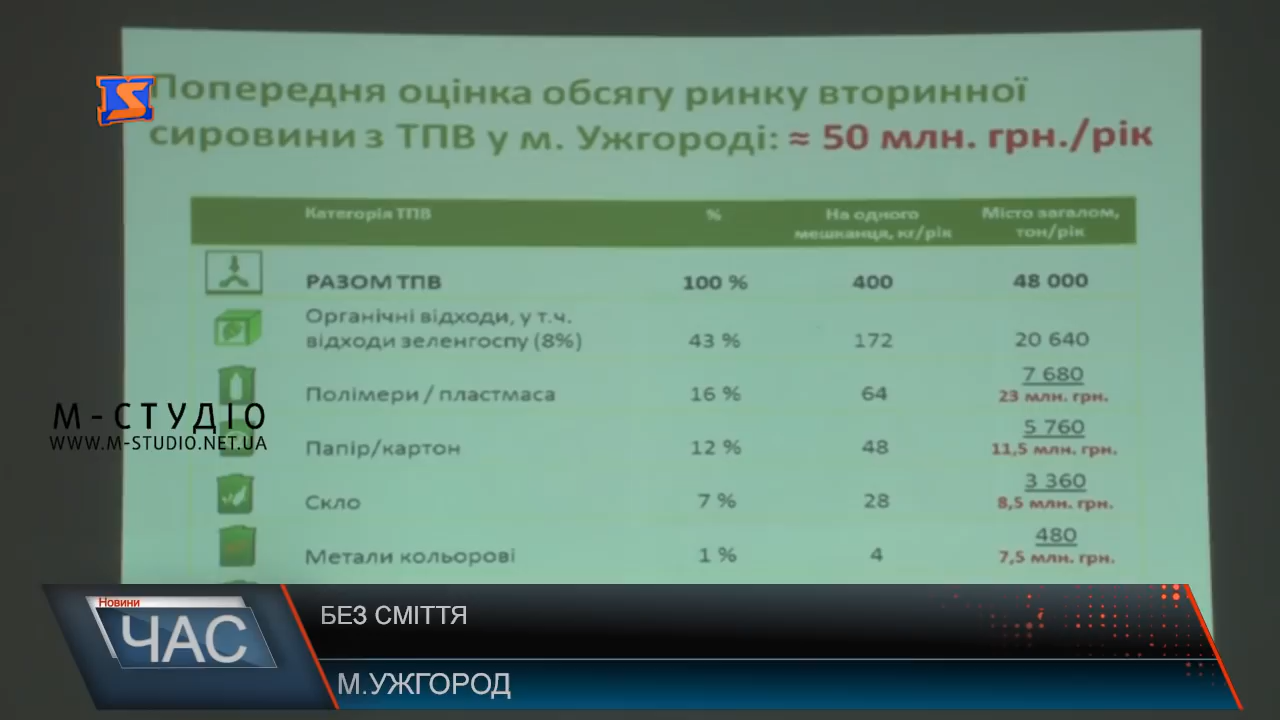 Попередня оцінка обсягу ринку вторинної
сировини з ТПВ у м. Ужгороді: ≈ 50 млн. грн./рік
Категорія ТПВ % На одного мешканця, кг/рік Місто загалом, тон/рік
РАЗОМ ТПВ 100 % 400 48 000
Органічні відходи, у т.ч.
відходи зеленгоспу (8%) 43 % 172 20 640
Полімери / пластмаса 16 % 64 7 680
23 млн. грн.
Папір/картон 12 % 48 5 760
11,5 млн. грн.
Скло 7 % 28 3 360
8,5 млн. грн.
Метали кольорові 1 % 4 480
7,5 млн. грн.
М-СТУДІО
WWW.M-STUDIO.NET.UA
Новини
ЧАС
БЕЗ СМІТТЯ
М.УЖГОРОД